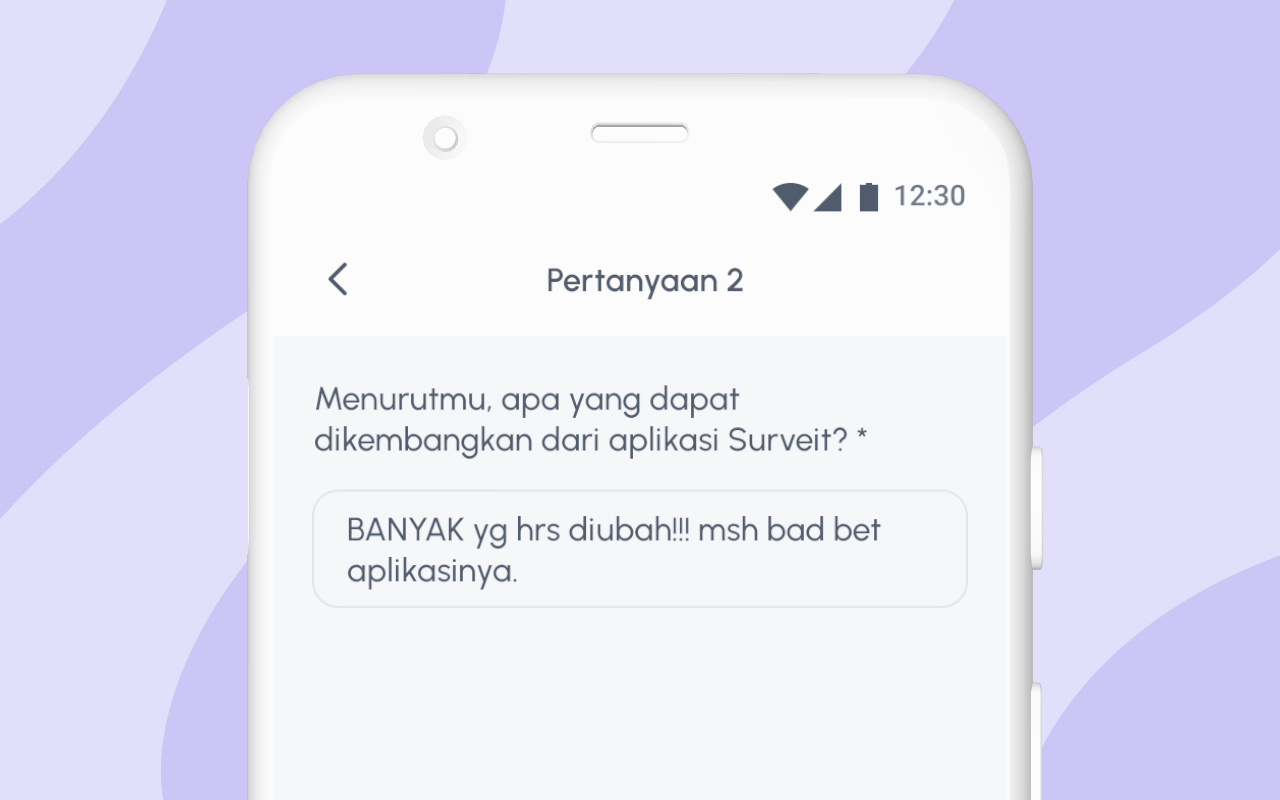 12:30
Pertanyaan 2
Menurutmu, apa yang dapat
dikembangkan dari aplikasi Surveit? *
BANYAK yg hrs diubah!!! msh bad bet
aplikasinya.